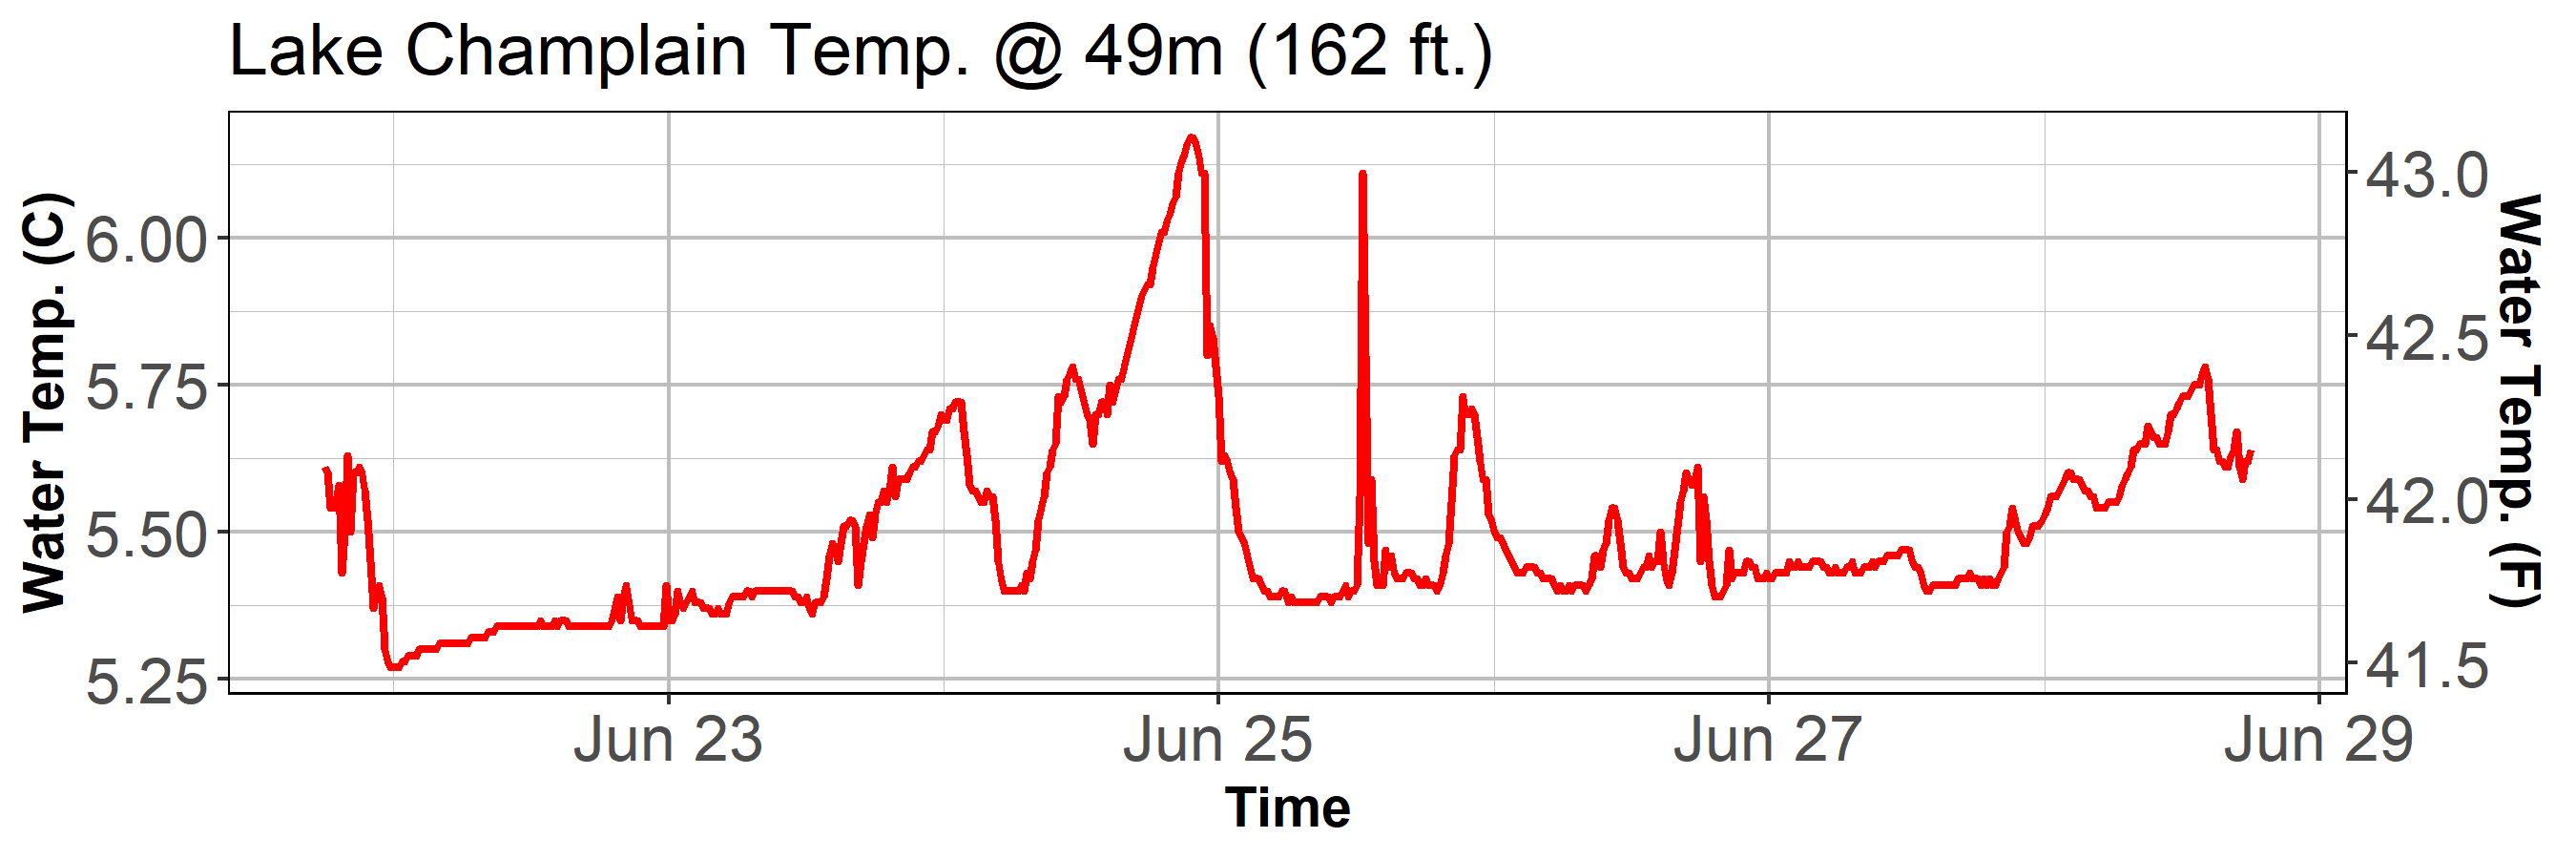 Lake Champlain Temp. @ 49m (162 ft.)
Water Temp. (C)
6.00
5.75
5.50
5.25
43.0
42.5
42.0
41.5
Water Temp. (F)
Jun 23
Jun 25
Jun 27
Jun 29
Time